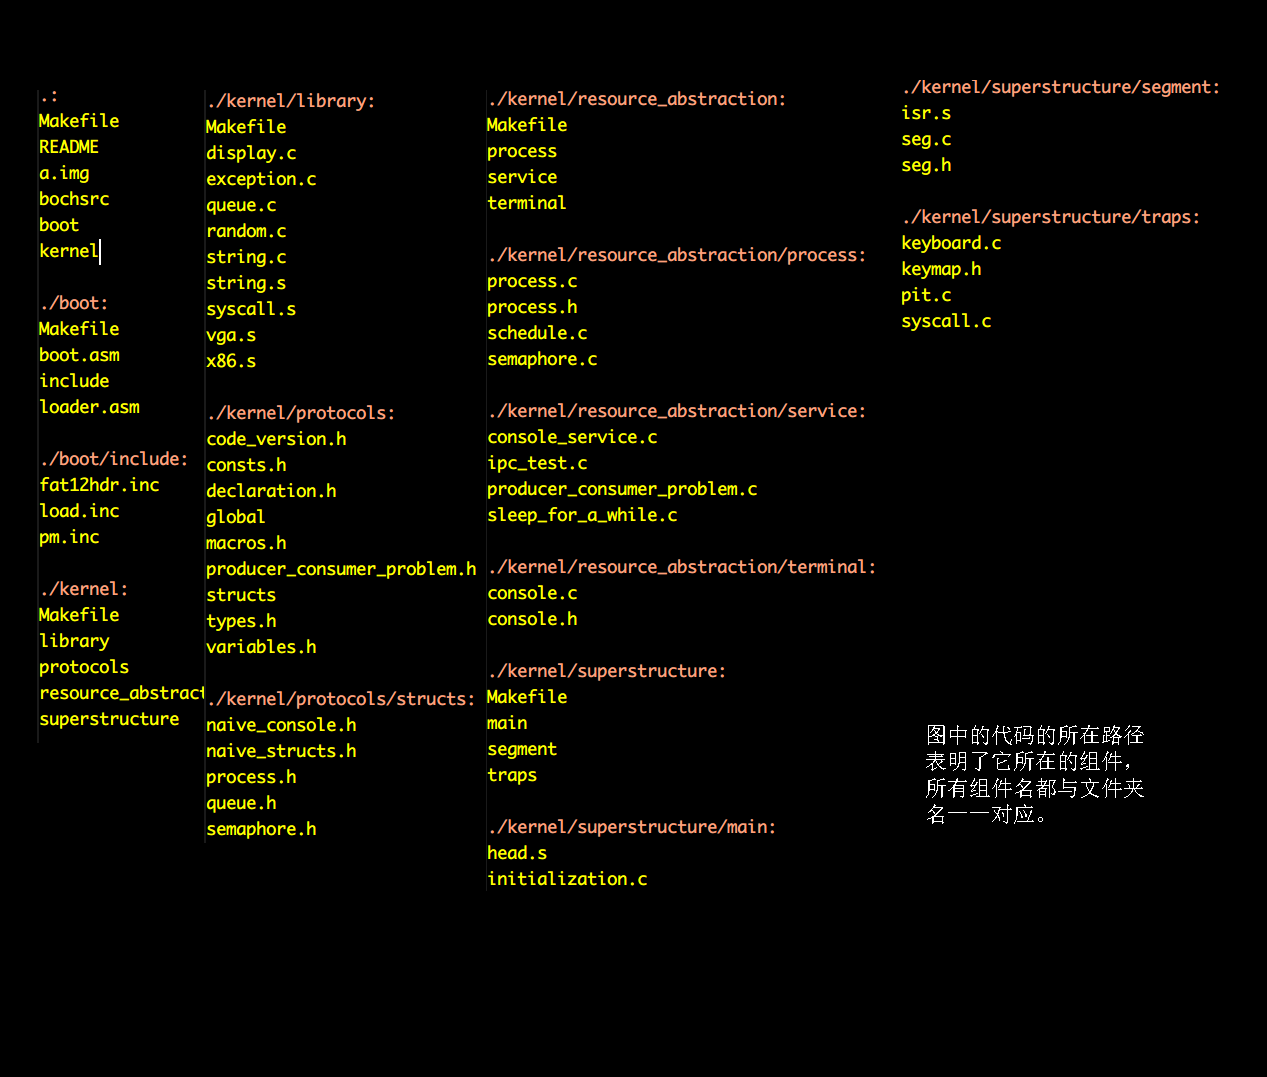 .:
Makefile
README
a.img
bochsrc
boot
kernel
./boot:
Makefile
boot.asm
include
loader.asm
./boot/include:
fat12hdr.inc
load.inc
pm.inc
./kernel:
Makefile
library
protocols
resource_abstract
superstructure
./kernel/library:
Makefile
display.c
exception.c
queue.c
random.c
string.c
string.s
syscall.s
vga.s
x86.s
./kernel/protocols:
code_version.h
consts.h
declaration.h
global
macros.h
producer_consumer_problem.h
structs
types.h
variables.h
./kernel/protocols/structs:
naive_console.h
naive_structs.h
process.h
queue.h
semaphore.h
./kernel/resource_abstraction:
Makefile
process
service
terminal
./kernel/resource_abstraction/process:
process.c
process.h
schedule.c
semaphore.c
./kernel/resource_abstraction/service:
console_service.c
ipc_test.c
producer_consumer_problem.c
sleep_for_a_while.c
./kernel/resource_abstraction/terminal:
console.c
console.h
./kernel/superstructure:
Makefile
main
segment
traps
./kernel/superstructure/main:
head.s
initialization.c
./kernel/superstructure/segment:
isr.s
seg.c
seg.h
./kernel/superstructure/traps:
keyboard.c
keymap.h
pit.c
syscall.c
图中的代码的所在路径
表明了它所在的组件，
所有组件名都与文件夹
名一一对应。